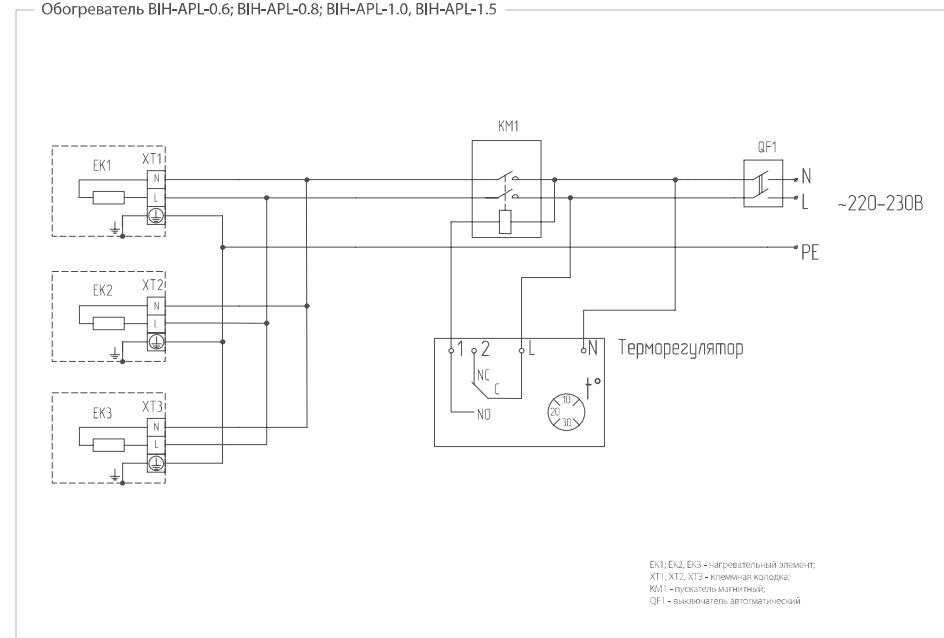 Обогреватель BIH-APL-0.6; BIH-APL-0.8; BIH-APL-1.0, BIH-APL-1.5
KM1
QF1
EK1
XT1
N
L
N
L
~220-230В
PE
EK2
XT2
N
L
1 2 L N
Терморегулятор
NC
C
NO
t°
10
20
30
EK3
XT3
N
L
EK1; EK2, EK3 - нагревательный элемент;
XT1, XT2, XT3 - клеммная колодка;
KM1 - пускатель магнитный;
QF1 - выключатель автоматический